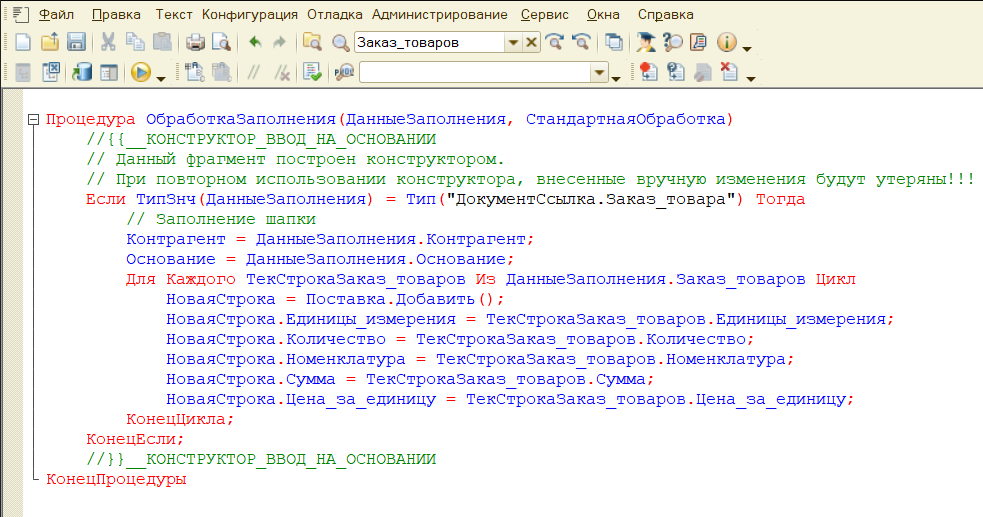 Файл Правка Текст Конфигурация Отладка Администрирование Сервис Окна Справка
Заказ_товаров
Процедура ОбработкаЗаполнения(ДанныеЗаполнения, СтандартнаяОбработка)
//{{__КОНСТРУКТОР_ВВОД_НА_ОСНОВАНИИ
// Данный фрагмент построен конструктором.
// При повторном использовании конструктора, внесенные вручную изменения будут утеряны!!!
Если ТипЗнч(ДанныеЗаполнения) = Тип("ДокументСсылка.Заказ_товара") Тогда
// Заполнение шапки
Контрагент = ДанныеЗаполнения.Контрагент;
Основание = ДанныеЗаполнения.Основание;
Для Каждого ТекСтрокаЗаказ_товаров Из ДанныеЗаполнения.Заказ_товаров Цикл
НоваяСтрока = Поставка.Добавить();
НоваяСтрока.Единицы_измерения = ТекСтрокаЗаказ_товаров.Единицы_измерения;
НоваяСтрока.Количество = ТекСтрокаЗаказ_товаров.Количество;
НоваяСтрока.Номенклатура = ТекСтрокаЗаказ_товаров.Номенклатура;
НоваяСтрока.Сумма = ТекСтрокаЗаказ_товаров.Сумма;
НоваяСтрока.Цена_за_единицу = ТекСтрокаЗаказ_товаров.Цена_за_единицу;
КонецЦикла;
КонецЕсли;
//}}__КОНСТРУКТОР_ВВОД_НА_ОСНОВАНИИ
КонецПроцедуры